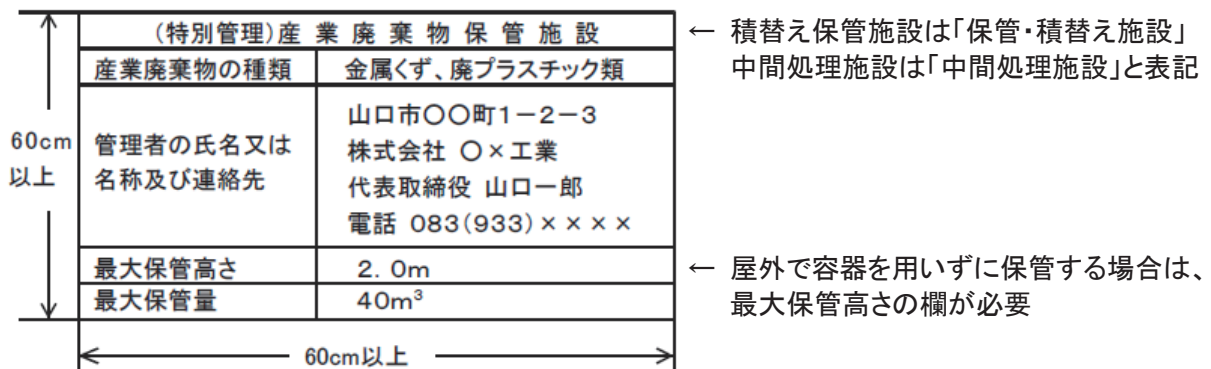 (特別管理)産業廃棄物保管施設
← 積替え保管施設は「保管・積替え施設」
中間処理施設は「中間処理施設」と表記
産業廃棄物の種類 金属くず、廃プラスチック類
60cm
以上
管理者の氏名又は
名称及び連絡先
山口市〇〇町1-2-3
株式会社 〇×工業
代表取締役 山口一郎
電話 083(933)××××
最大保管高さ 2.0m
← 屋外で容器を用いずに保管する場合は、
最大保管高さの欄が必要
最大保管量 40m³
60cm以上